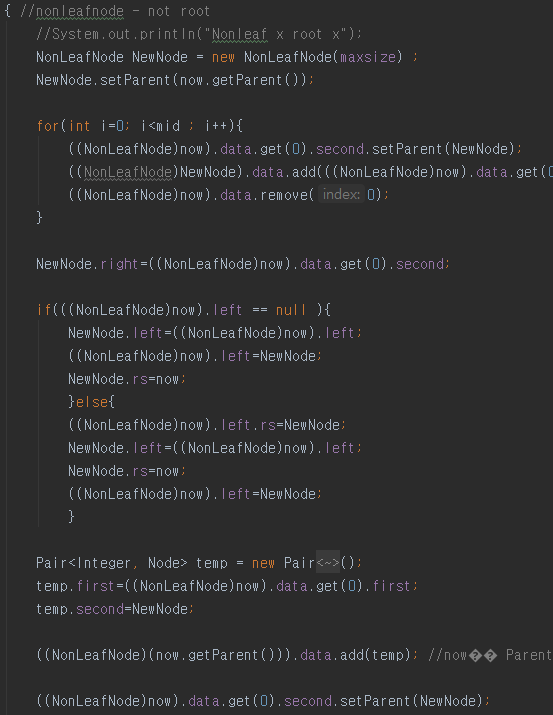 { //nonleafnode - not root
//System.out.println("Nonleaf x root x");
NonLeafNode NewNode = new NonLeafNode(maxsize) ;
NewNode.setParent(now.getParent());
for(int i=0; i<mid ; i++){
((NonLeafNode)now).data.get(0).second.setParent(NewNode);
((NonLeafNode)NewNode).data.add(((NonLeafNode)now).data.get(0
((NonLeafNode)now).data.remove( index: 0);
}
NewNode.right=((NonLeafNode)now).data.get(0).second;
if(((NonLeafNode)now).left == null ){
NewNode.left=((NonLeafNode)now).left;
((NonLeafNode)now).left=NewNode;
NewNode.rs=now;
}else{
((NonLeafNode)now).left.rs=NewNode;
NewNode.left=((NonLeafNode)now).left;
NewNode.rs=now;
((NonLeafNode)now).left=NewNode;
}
Pair<Integer, Node> temp = new Pair<~>();
temp.first=((NonLeafNode)now).data.get(0).first;
temp.second=NewNode;
((NonLeafNode)(now.getParent())).data.add(temp); //now�� Parent
((NonLeafNode)now).data.get(0).second.setParent(NewNode);